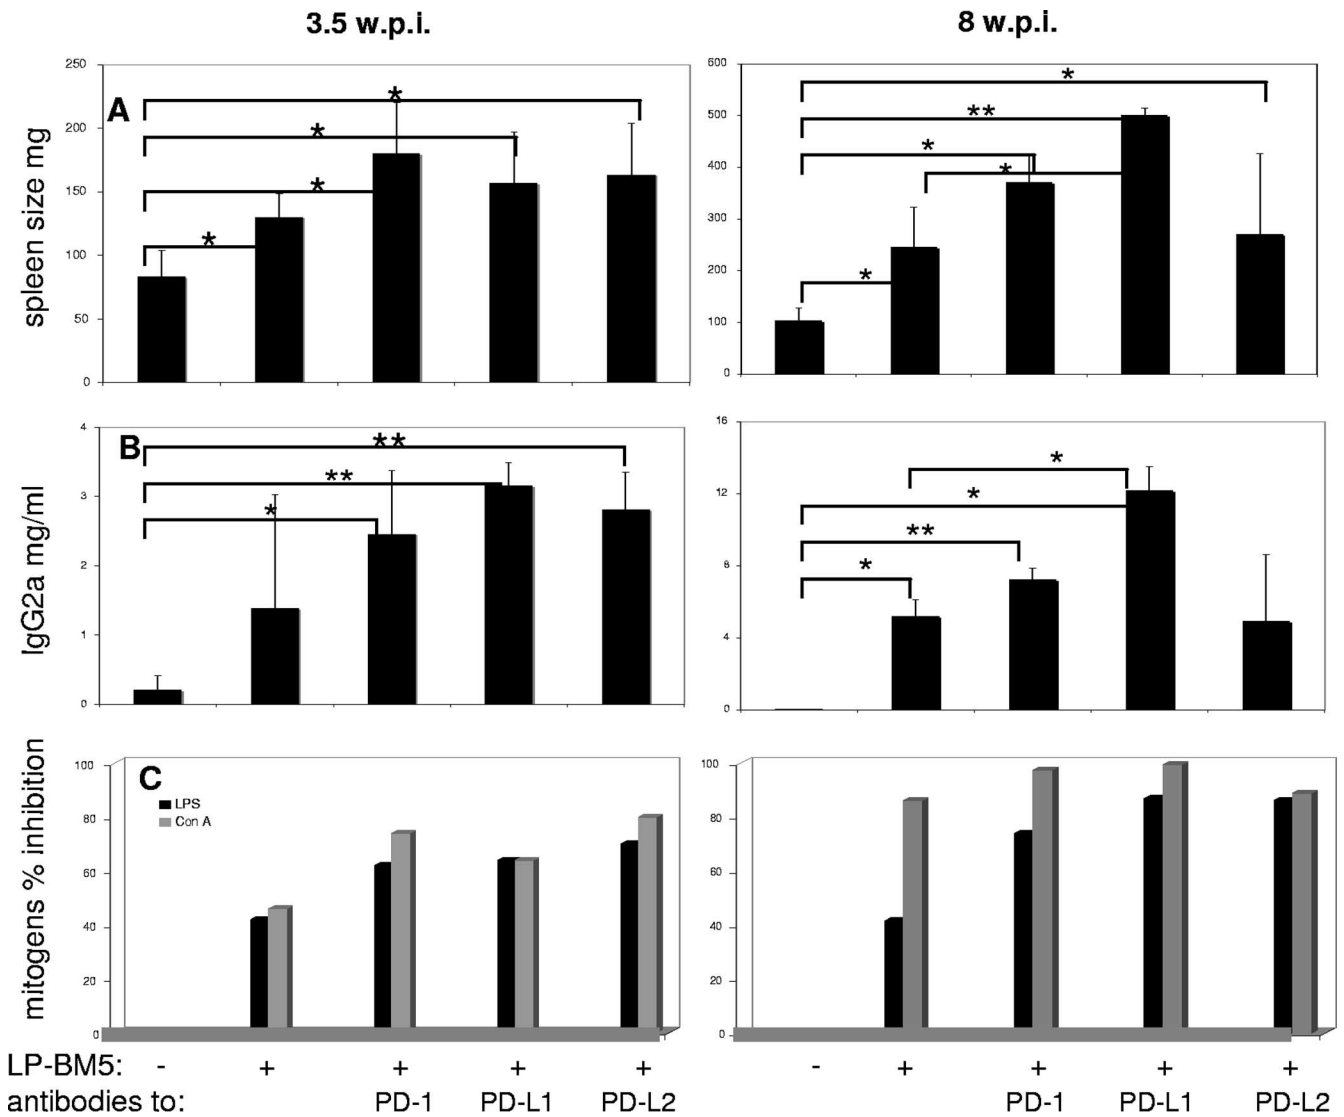 3.5 w.p.i. 8 w.p.i.
A
spleen size mg
250
200
150
100
50
0
* * * *
600
500
400
300
200
100
0
* ** * * *
B
IgG2a mg/ml
4
3
2
1
0
** ** *
16
12
8
4
0
* * ** *
C
mitogens % inhibition
LPS
Con A
100
80
60
40
20
0
100
80
60
40
20
0
LP-BM5: - + + + + - + + + +
antibodies to: PD-1 PD-L1 PD-L2 PD-1 PD-L1 PD-L2